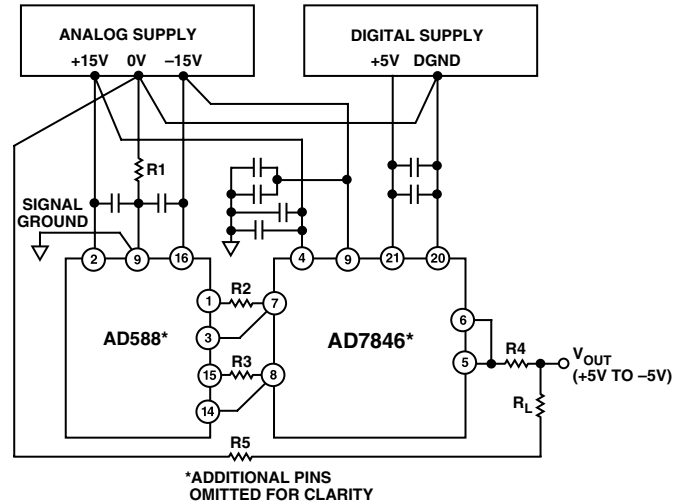 ANALOG SUPPLY
+15V 0V –15V
DIGITAL SUPPLY
+5V DGND
R1
SIGNAL
GROUND
2
9
16
4
9
21
20
AD588*
1
R2
7
3
15
R3
8
14
AD7846*
6
5
R4
VOUT
(+5V TO –5V)
RL
R5
*ADDITIONAL PINS
OMITTED FOR CLARITY